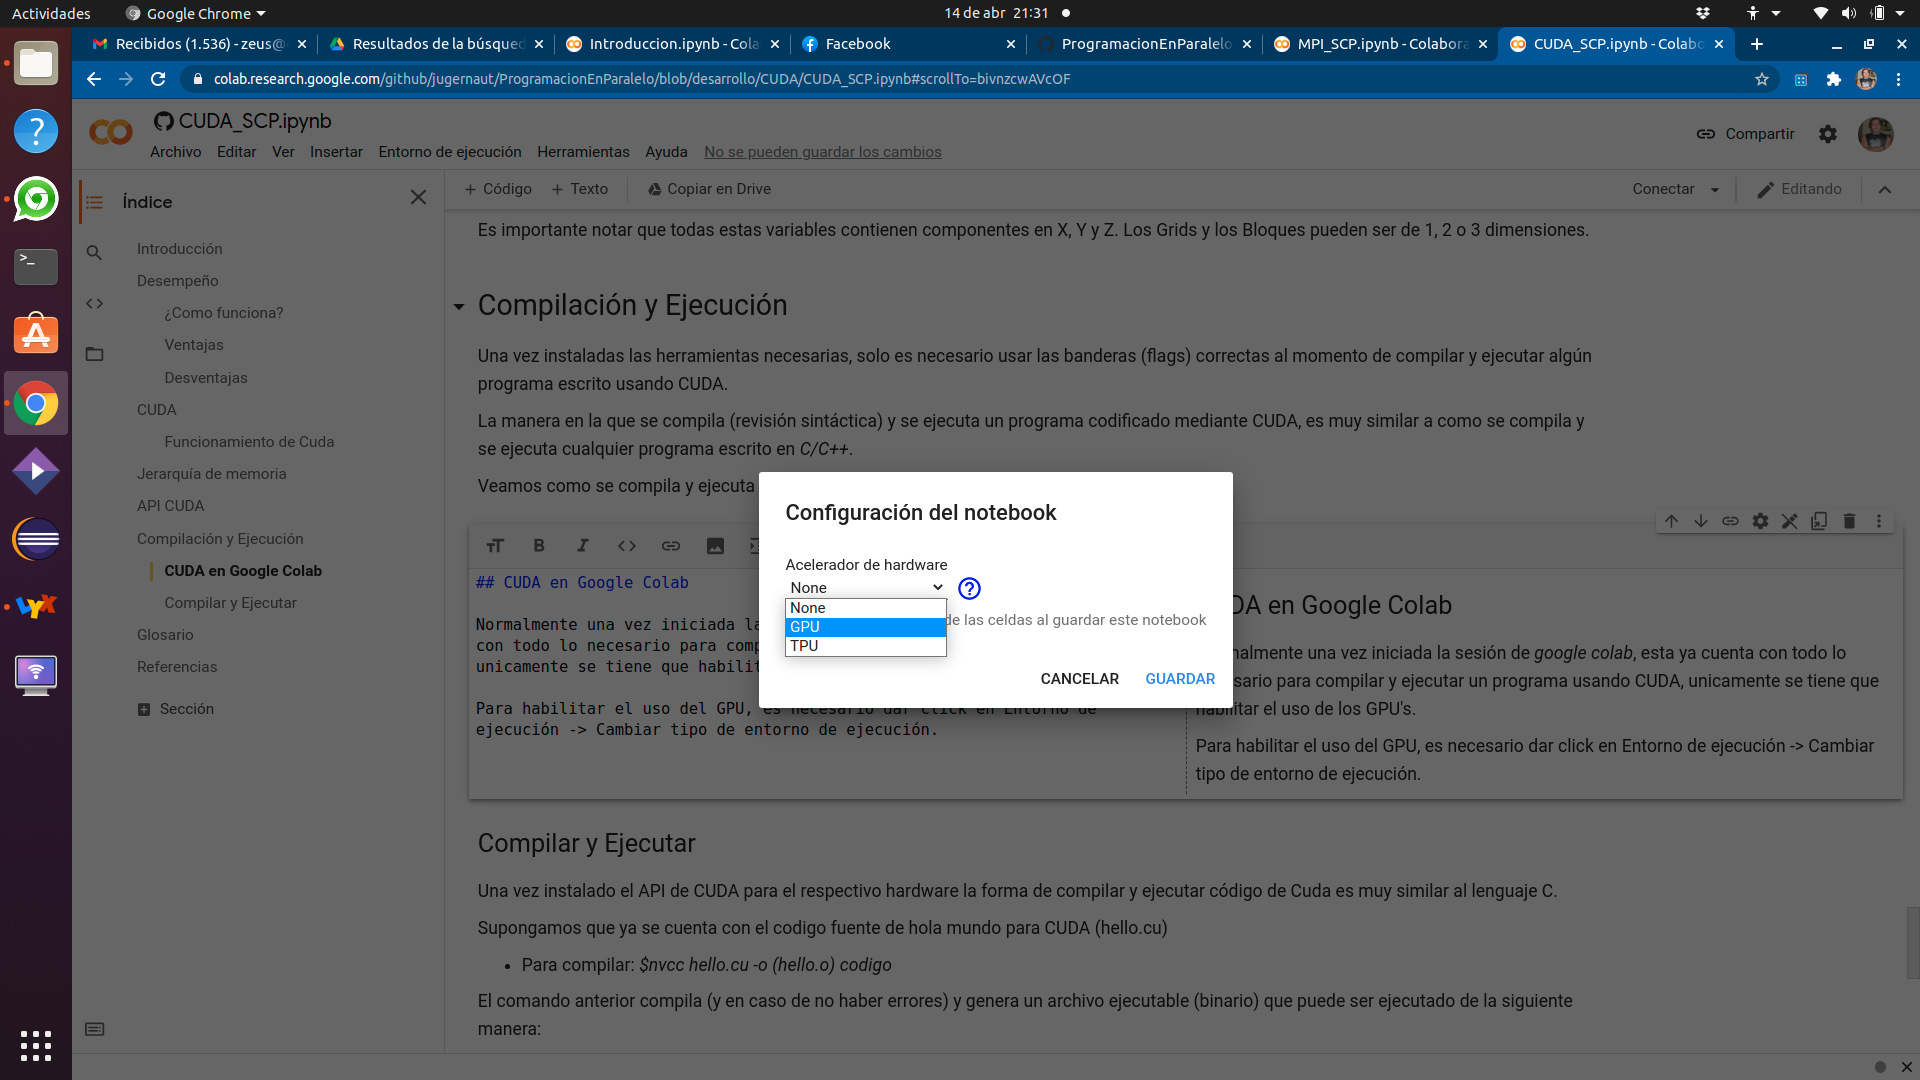 Actividades
Google Chrome
14 de abr 21:31
Recibidos (1.536) - zeus@
Resultados de la búsqued
Introduccion.ipynb - Cola
Facebook
ProgramacionEnParalelo
MPI_SCP.ipynb - Colabora
CUDA_SCP.ipynb - Colabo
colab.research.google.com/github/jugernaut/ProgramacionEnParalelo/blob/desarrollo/CUDA/CUDA_SCP.ipynb#scrollTo=bivnzcwAVcOF
CUDA_SCP.ipynb
Archivo Editar Ver Insertar Entorno de ejecución Herramientas Ayuda No se pueden guardar los cambios
Compartir
Índice
Introducción
Desempeño
¿Como funciona?
Ventajas
Desventajas
CUDA
Funcionamiento de Cuda
Jerarquía de memoria
API CUDA
Compilación y Ejecución
CUDA en Google Colab
Compilar y Ejecutar
Glosario
Referencias
Sección
+ Código + Texto Copiar en Drive
Conectar Editando
Es importante notar que todas estas variables contienen componentes en X, Y y Z. Los Grids y los Bloques pueden ser de 1, 2 o 3 dimensiones.
Compilación y Ejecución
Una vez instaladas las herramientas necesarias, solo es necesario usar las banderas (flags) correctas al momento de compilar y ejecutar algún
programa escrito usando CUDA.
La manera en la que se compila (revisión sintáctica) y se ejecuta un programa codificado mediante CUDA, es muy similar a como se compila y
se ejecuta cualquier programa escrito en C/C++.
Veamos como se compila y ejecuta
## CUDA en Google Colab
Normalmente una vez iniciada la
con todo lo necesario para comp
unicamente se tiene que habilit
Para habilitar el uso del GPU, es necesario dar click en Entorno de
ejecución -> Cambiar tipo de entorno de ejecución.
Configuración del notebook
Acelerador de hardware
None
None
GPU
TPU
de las celdas al guardar este notebook
CANCELAR GUARDAR
DA en Google Colab
malmente una vez iniciada la sesión de google colab, esta ya cuenta con todo lo
esario para compilar y ejecutar un programa usando CUDA, unicamente se tiene que
habilitar el uso de los GPU's.
Para habilitar el uso del GPU, es necesario dar click en Entorno de ejecución -> Cambiar
tipo de entorno de ejecución.
Compilar y Ejecutar
Una vez instalado el API de CUDA para el respectivo hardware la forma de compilar y ejecutar código de Cuda es muy similar al lenguaje C.
Supongamos que ya se cuenta con el codigo fuente de hola mundo para CUDA (hello.cu)
• Para compilar: $nvcc hello.cu -o (hello.o) codigo
El comando anterior compila (y en caso de no haber errores) y genera un archivo ejecutable (binario) que puede ser ejecutado de la siguiente
manera: